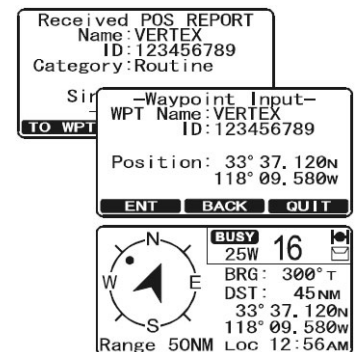 Received POS REPORT
Name:VERTEX
ID:123456789
Category:Routine
TO WPT
—Waypoint Input—
WPT Name:VERTEX
ID:123456789
Position: 33°37.120N
118°09.580W
ENT BACK QUIT
N
W E
S
Range 50NM
BUSY
25W 16
BRG: 300°T
DST: 45NM
33°37.120N
118°09.580W
LOC 12:56AM